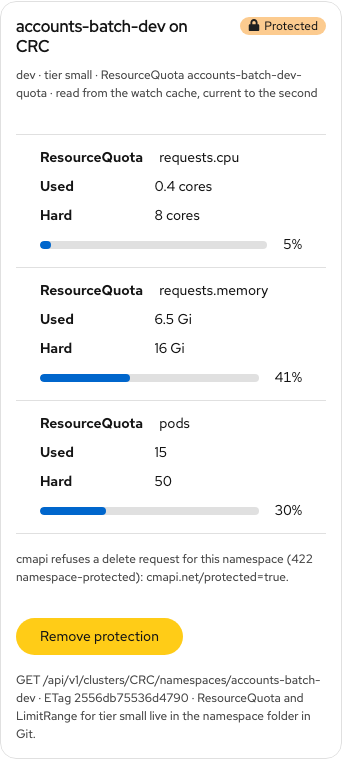 accounts-batch-dev on
CRC
Protected
dev · tier small · ResourceQuota accounts-batch-dev-
quota · read from the watch cache, current to the second
ResourceQuota requests.cpu
Used 0.4 cores
Hard 8 cores
5%
ResourceQuota requests.memory
Used 6.5 Gi
Hard 16 Gi
41%
ResourceQuota pods
Used 15
Hard 50
30%
cmapi refuses a delete request for this namespace (422
namespace-protected): cmapi.net/protected=true.
Remove protection
GET /api/v1/clusters/CRC/namespaces/accounts-batch-
dev · ETag 2556db75536d4790 · ResourceQuota and
LimitRange for tier small live in the namespace folder in
Git.